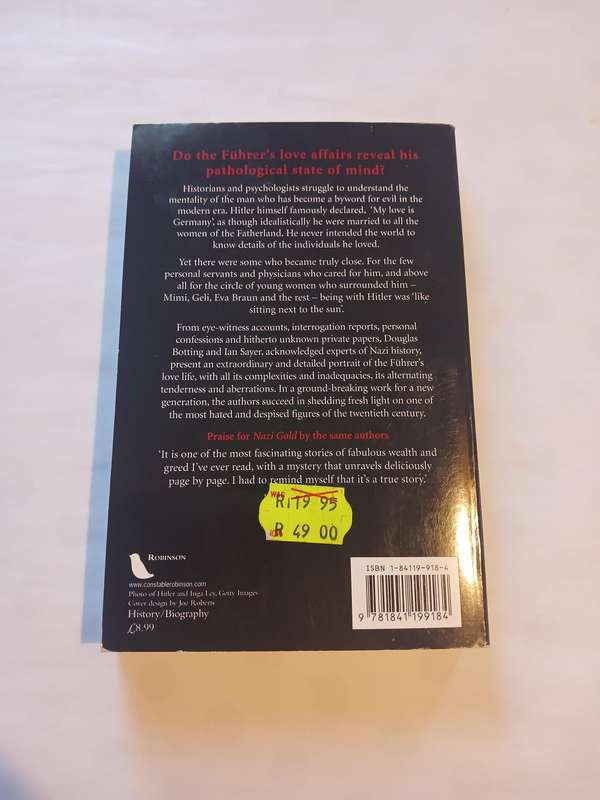 Do the Führer's love affairs reveal his
pathological state of mind?
Historians and psychologists struggle to understand the
mentality of the man who has become a byword for evil in the
modern era. Hitler himself famously declared, 'My love is
Germany', as though idealistically he were married to all the
women of the Fatherland. He never intended the world to
know details of the individuals he loved.
Yet there were some who became truly close. For the few
personal servants and physicians who cared for him, and above
all for the circle of young women who surrounded him –
Mimi, Geli, Eva Braun and the rest – being with Hitler was 'like
sitting next to the sun'.
From eye-witness accounts, interrogation reports, personal
confessions and hitherto unknown private papers, Douglas
Botting and Ian Sayer, acknowledged experts of Nazi history,
present an extraordinary and detailed portrait of the Führer's
love life, with all its complexities and inadequacies, its alternating
tenderness and aberrations. In a ground-breaking work for a new
generation, the authors succeed in shedding fresh light on one of
the most hated and despised figures of the twentieth century.
Praise for Nazi Gold by the same authors
'It is one of the most fascinating stories of fabulous wealth and
greed I've ever read, with a mystery that unravels deliciously
page by page. I had to remind myself that it's a true story.'
WAS
R119 95
R 49 00
ROBINSON
www.constablerobinson.com
Photo of Hitler and Inga Ley, Getty Images
Cover design by Joe Roberts
History/Biography
£8.99
ISBN 1-84119-918-4
9 781841 199184